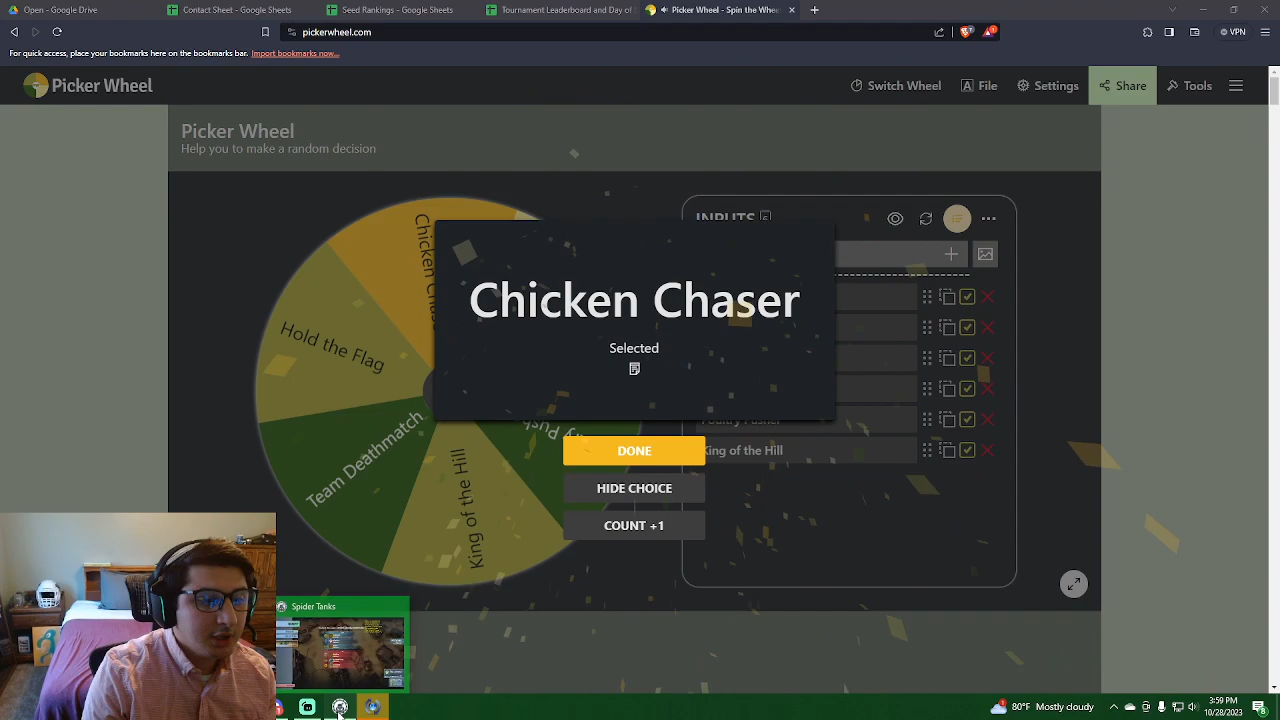 Open - Google Drive
Contact Sheet - Google Sheets
Seed Rankings - Google Sheets
Tournament Leaderboard and Day of
Picker Wheel - Spin the Whee
pickerwheel.com
VPN
For quick access, place your bookmarks here on the bookmarks bar. Import bookmarks now...
Picker Wheel
Switch Wheel
File
Settings
Share
Tools
Picker Wheel
Help you to make a random decision
INPUTS
Chicken Chase
Hold the Flag
Team Deathmatch
King of the Hill
Chicken Chaser
Selected
DONE
HIDE CHOICE
COUNT +1
Poultry Pusher
King of the Hill
Spider Tanks
80°F Mostly cloudy
3:59 PM
10/28/2023